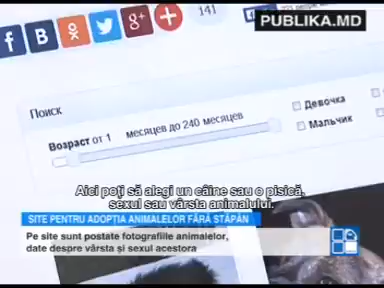 PUBLIKA.MD
f B g+ + 141
Поиск
Возраст от 1 месяцев до 240 месяцев
Девочка
Мальчик
Aici poți să alegi un câine sau o pisică,
sexul sau vârsta animalului.
SITE PENTRU ADOPȚIA ANIMALELOR FĂRĂ STĂPÂN
Pe site sunt postate fotografiile animalelor,
date despre vârsta și sexul acestora